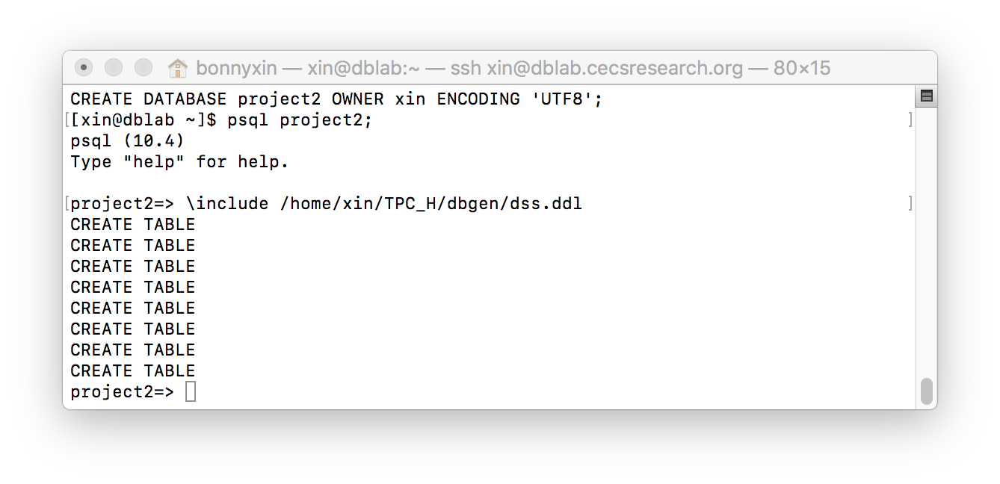 bonnyxin — xin@dblab:~ — ssh xin@dblab.cecsresearch.org — 80×15
CREATE DATABASE project2 OWNER xin ENCODING 'UTF8';
[[xin@dblab ~]$ psql project2; ]
psql (10.4)
Type "help" for help.
[project2=> \include /home/xin/TPC_H/dbgen/dss.ddl ]
CREATE TABLE
CREATE TABLE
CREATE TABLE
CREATE TABLE
CREATE TABLE
CREATE TABLE
CREATE TABLE
CREATE TABLE
project2=>